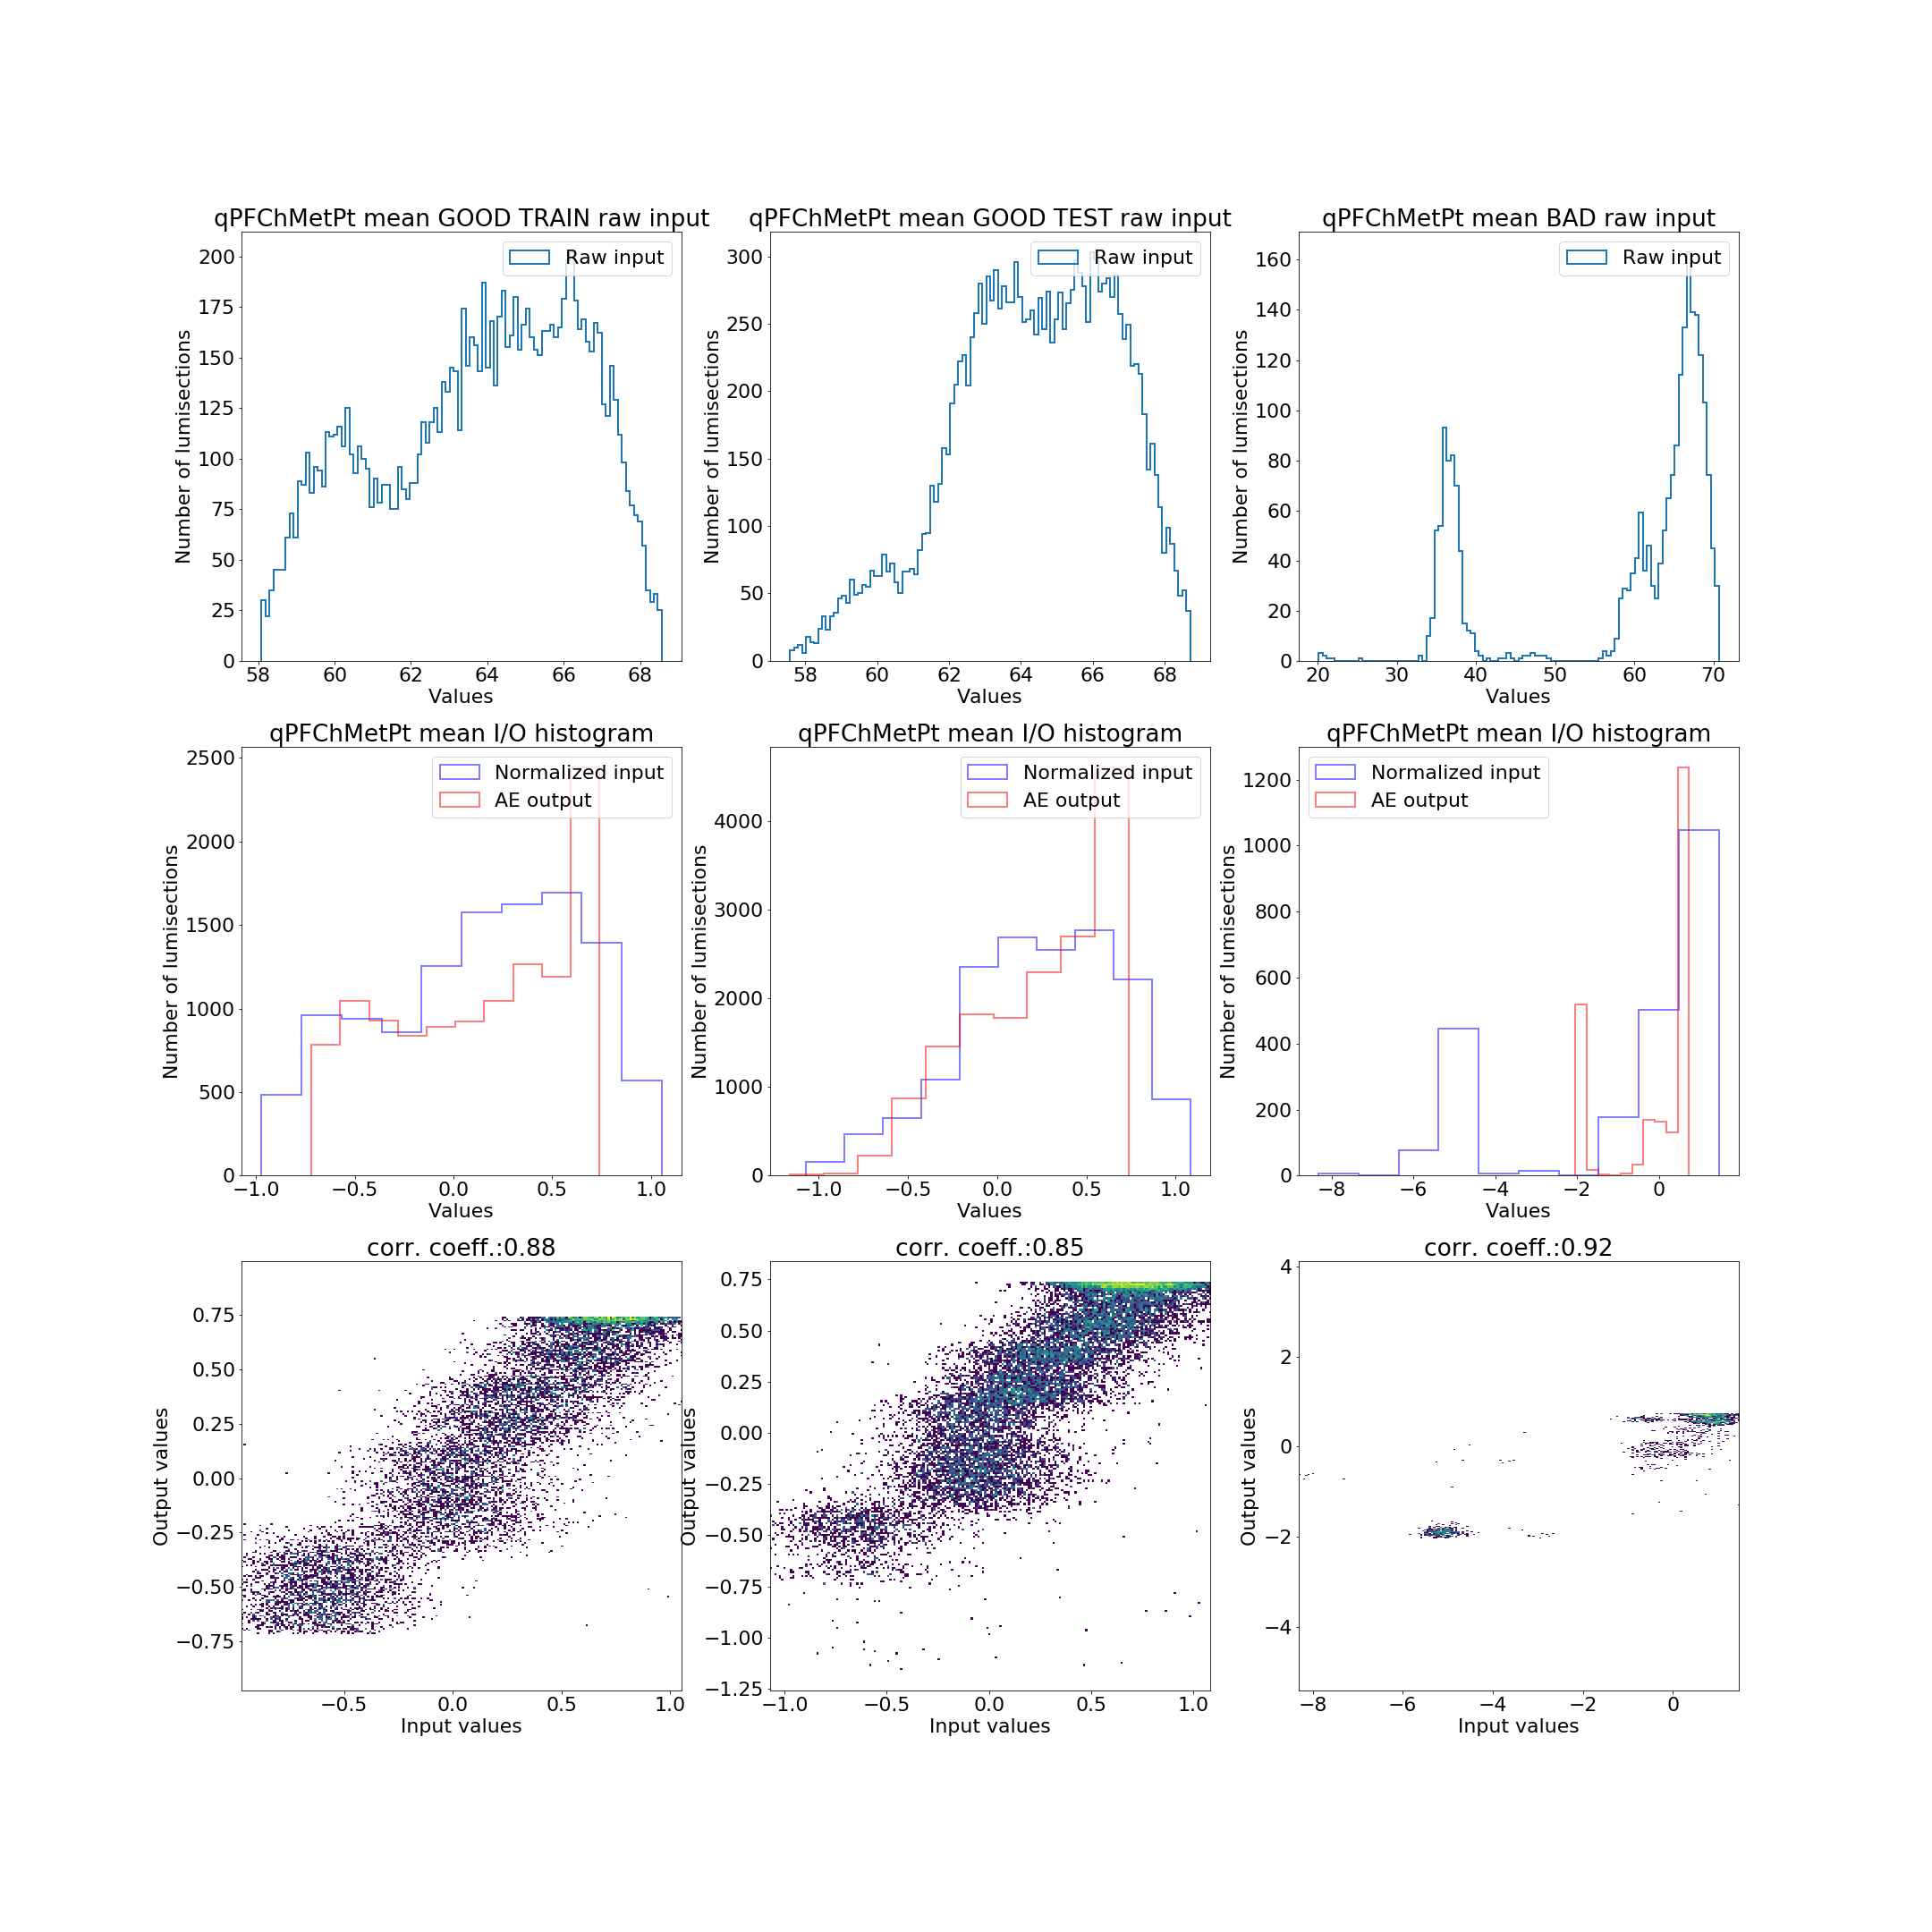 qPFChMetPt mean GOOD TRAIN raw input
Raw input
200
175
150
125
100
75
50
25
0
58 60 62 64 66 68
Values
Number of lumisections
qPFChMetPt mean GOOD TEST raw input
Raw input
300
250
200
150
100
50
0
58 60 62 64 66 68
Values
Number of lumisections
qPFChMetPt mean BAD raw input
Raw input
160
140
120
100
80
60
40
20
0
20 30 40 50 60 70
Values
Number of lumisections
qPFChMetPt mean I/O histogram
Normalized input
AE output
2500
2000
1500
1000
500
0
−1.0 −0.5 0.0 0.5 1.0
Values
Number of lumisections
qPFChMetPt mean I/O histogram
Normalized input
AE output
4000
3000
2000
1000
0
−1.0 −0.5 0.0 0.5 1.0
Values
Number of lumisections
qPFChMetPt mean I/O histogram
Normalized input
AE output
1200
1000
800
600
400
200
0
−8 −6 −4 −2 0
Values
Number of lumisections
corr. coeff.:0.88
0.75
0.50
0.25
0.00
−0.25
−0.50
−0.75
−0.5 0.0 0.5 1.0
Input values
Output values
corr. coeff.:0.85
0.75
0.50
0.25
0.00
−0.25
−0.50
−0.75
−1.00
−1.25
−1.0 −0.5 0.0 0.5 1.0
Input values
Output values
corr. coeff.:0.92
4
2
0
−2
−4
−8 −6 −4 −2 0
Input values
Output values